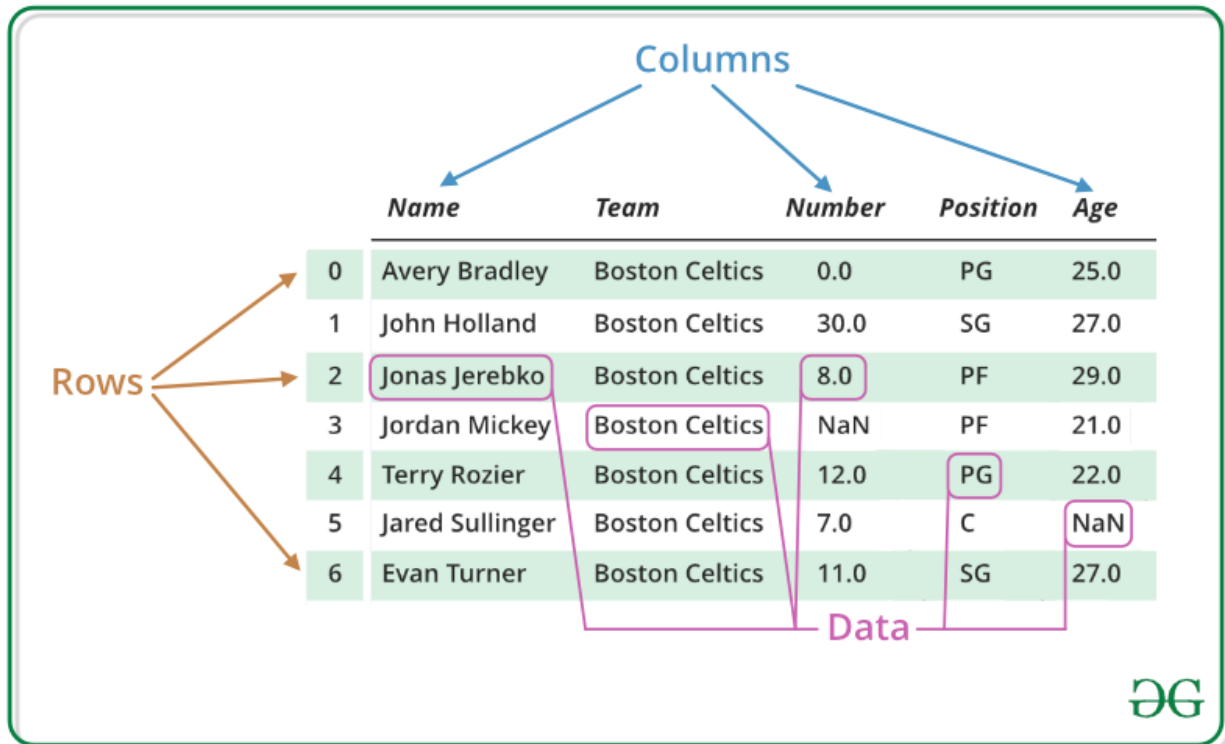 Columns
Name Team Number Position Age
0 Avery Bradley Boston Celtics 0.0 PG 25.0
1 John Holland Boston Celtics 30.0 SG 27.0
Rows
2 Jonas Jerebko Boston Celtics 8.0 PF 29.0
3 Jordan Mickey Boston Celtics NaN PF 21.0
4 Terry Rozier Boston Celtics 12.0 PG 22.0
5 Jared Sullinger Boston Celtics 7.0 C NaN
6 Evan Turner Boston Celtics 11.0 SG 27.0
Data